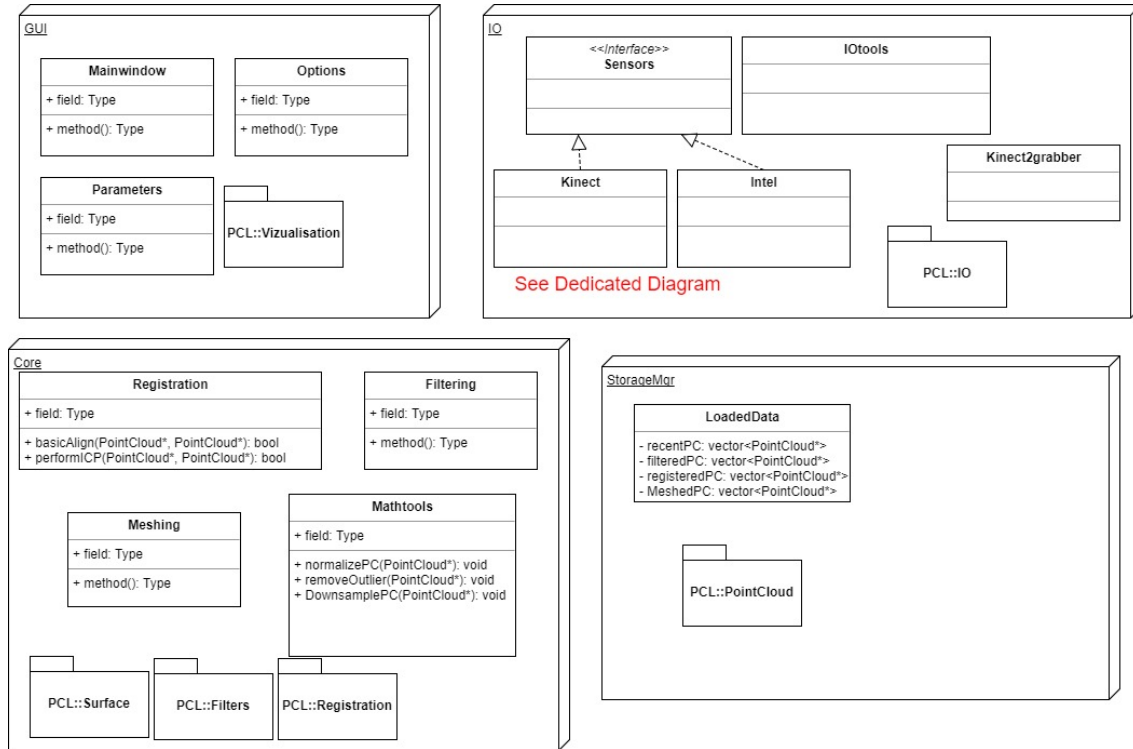 GUI
Mainwindow
+ field: Type
+ method(): Type
Options
+ field: Type
+ method(): Type
Parameters
+ field: Type
+ method(): Type
PCL::Vizualisation
IO
<<Interface>>
Sensors
IOtools
Kinect
Intel
Kinect2grabber
PCL::IO
See Dedicated Diagram
Core
Registration
+ field: Type
+ basicAlign(PointCloud*, PointCloud*): bool
+ performICP(PointCloud*, PointCloud*): bool
Filtering
+ field: Type
+ method(): Type
Meshing
+ field: Type
+ method(): Type
Mathtools
+ field: Type
+ normalizePC(PointCloud*): void
+ removeOutlier(PointCloud*): void
+ DownsamplePC(PointCloud*): void
PCL::Surface
PCL::Filters
PCL::Registration
StorageMgr
LoadedData
- recentPC: vector<PointCloud*>
- filteredPC: vector<PointCloud*>
- registeredPC: vector<PointCloud*>
- MeshedPC: vector<PointCloud*>
PCL::PointCloud